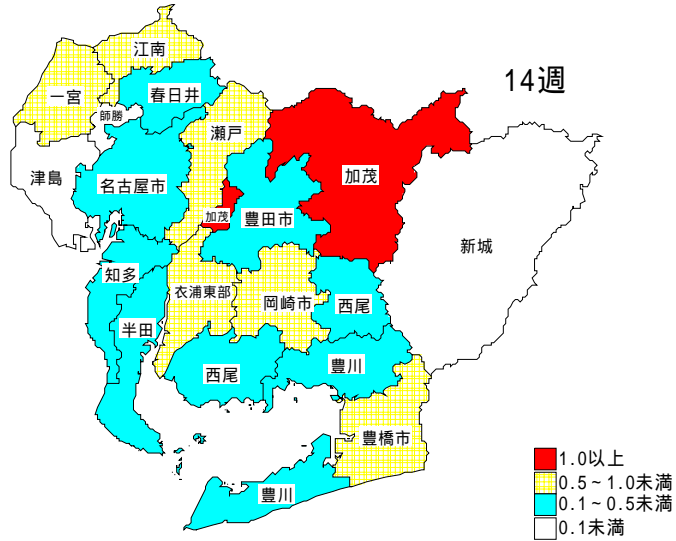 江南
14週
春日井
一宮
師勝
瀬戸
加茂
津島
名古屋市
加茂
豊田市
新城
知多
衣浦東部
岡崎市
西尾
半田
西尾
豊川
豊橋市
豊川
1.0以上
0.5~1.0未満
0.1~0.5未満
0.1未満